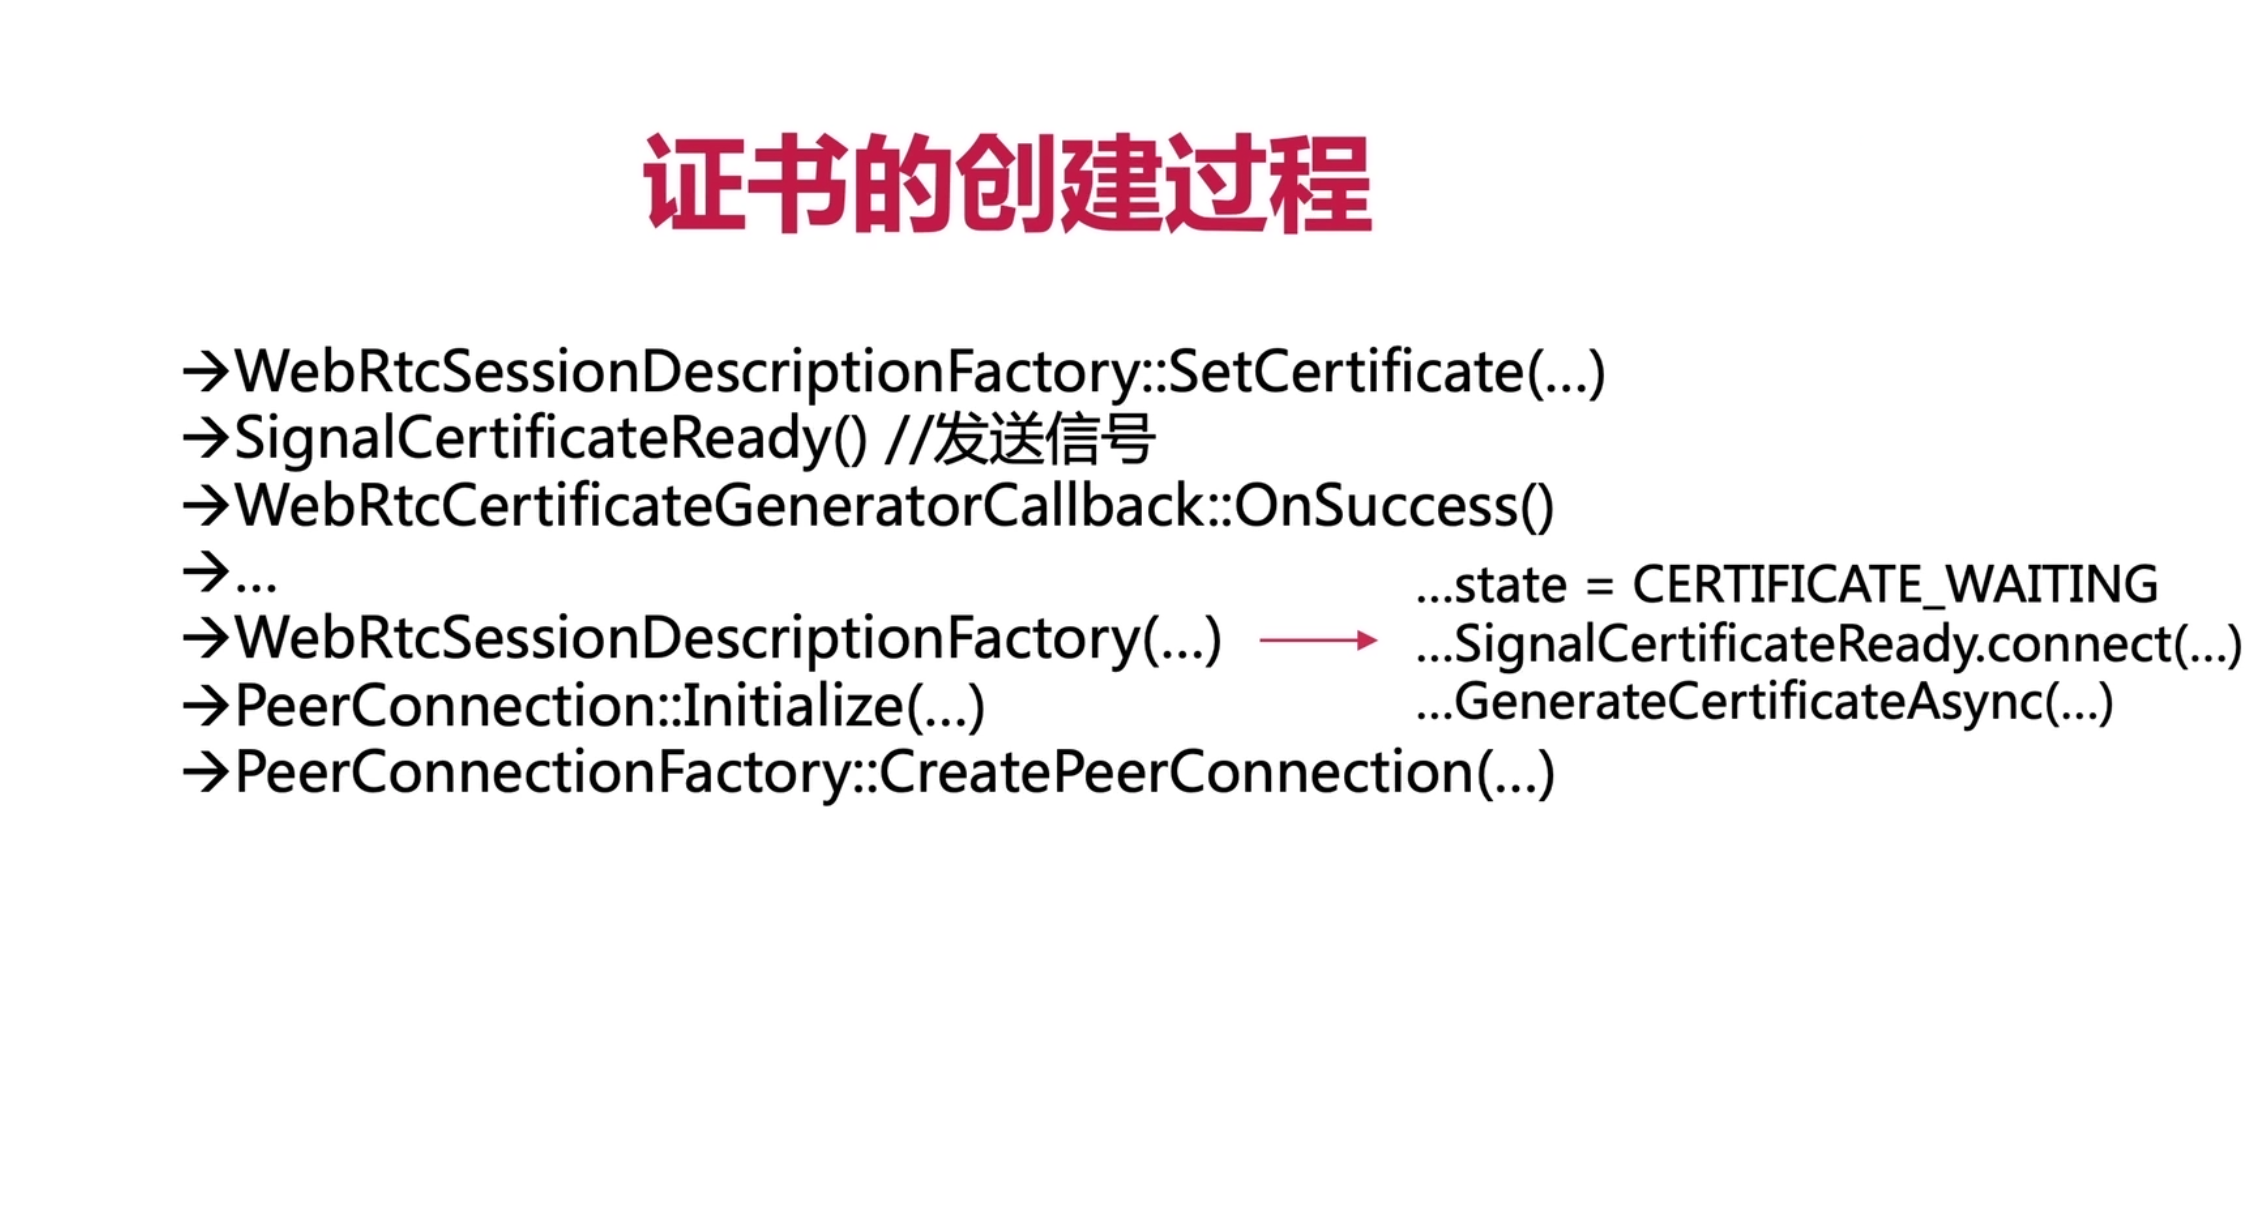 证书的创建过程
→WebRtcSessionDescriptionFactory::SetCertificate(...)
→SignalCertificateReady() //发送信号
→WebRtcCertificateGeneratorCallback::OnSuccess()
→...
→WebRtcSessionDescriptionFactory(...)
→PeerConnection::Initialize(...)
→PeerConnectionFactory::CreatePeerConnection(...)
...state = CERTIFICATE_WAITING
...SignalCertificateReady.connect(...)
...GenerateCertificateAsync(...)